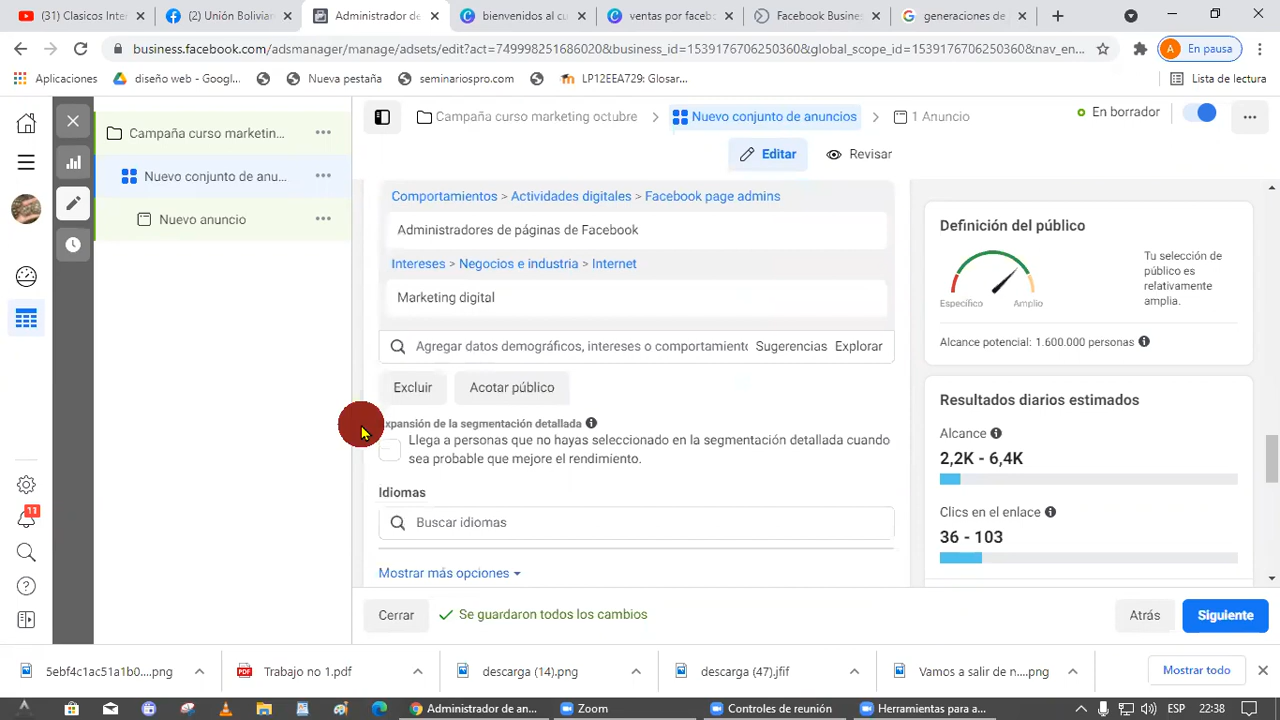 (81) Clasicos Inter
(2) Unión Bolivian
Administrador de
bienvenidos al cu
ventas por faceb
Facebook Business
generaciones de
business.facebook.com/adsmanager/manage/adsets/edit?act=749998251686020&business_id=1539176706250360&global_scope_id=1539176706250360&nav_en...
A En pausa
Aplicaciones
diseño web - Googl...
Nueva pestaña
seminariospro.com
LP12EEA729: Glosar...
Lista de lectura
Campaña curso marketin...
Nuevo conjunto de anu...
Nuevo anuncio
Campaña curso marketing octubre > Nuevo conjunto de anuncios > 1 Anuncio
En borrador
Editar
Revisar
Comportamientos > Actividades digitales > Facebook page admins
Administradores de páginas de Facebook
Intereses > Negocios e industria > Internet
Marketing digital
Agregar datos demográficos, intereses o comportamiento
Sugerencias
Explorar
Excluir
Acotar público
xpansión de la segmentación detallada
Llega a personas que no hayas seleccionado en la segmentación detallada cuando
sea probable que mejore el rendimiento.
Idiomas
Buscar idiomas
Mostrar más opciones
Definición del público
Específico
Amplio
Tu selección de
público es
relativamente
amplia.
Alcance potencial: 1.600.000 personas
Resultados diarios estimados
Alcance
2,2K - 6,4K
Clics en el enlace
36 - 103
11
Cerrar
Se guardaron todos los cambios
Atrás
Siguiente
5ebf4c1ac51a1b0....png
Trabajo no 1.pdf
descarga (14).png
descarga (47).jfif
Vamos a salir de n....png
Mostrar todo
Administrador de an...
Zoom
Controles de reunión
Herramientas para a...
ESP
22:38